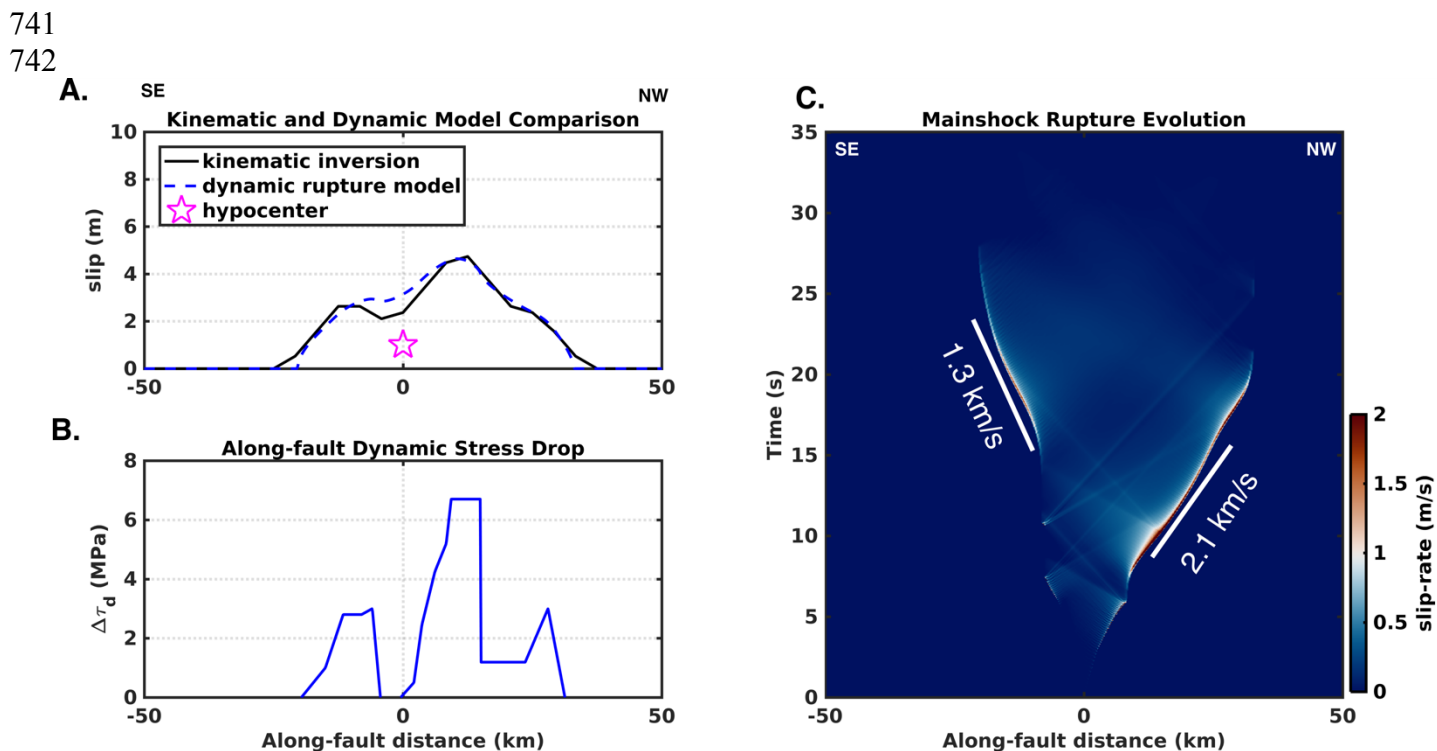 741
742
A.
SE
NW
Kinematic and Dynamic Model Comparison
10
8
6
4
2
0
slip (m)
kinematic inversion
dynamic rupture model
hypocenter
-50
0
50
B.
Along-fault Dynamic Stress Drop
8
6
4
2
0
Δτd (MPa)
-50
0
50
Along-fault distance (km)
C.
Mainshock Rupture Evolution
SE
NW
35
30
25
20
15
10
5
0
Time (s)
1.3 km/s
2.1 km/s
-50
0
50
Along-fault distance (km)
2
1.5
1
0.5
0
slip-rate (m/s)